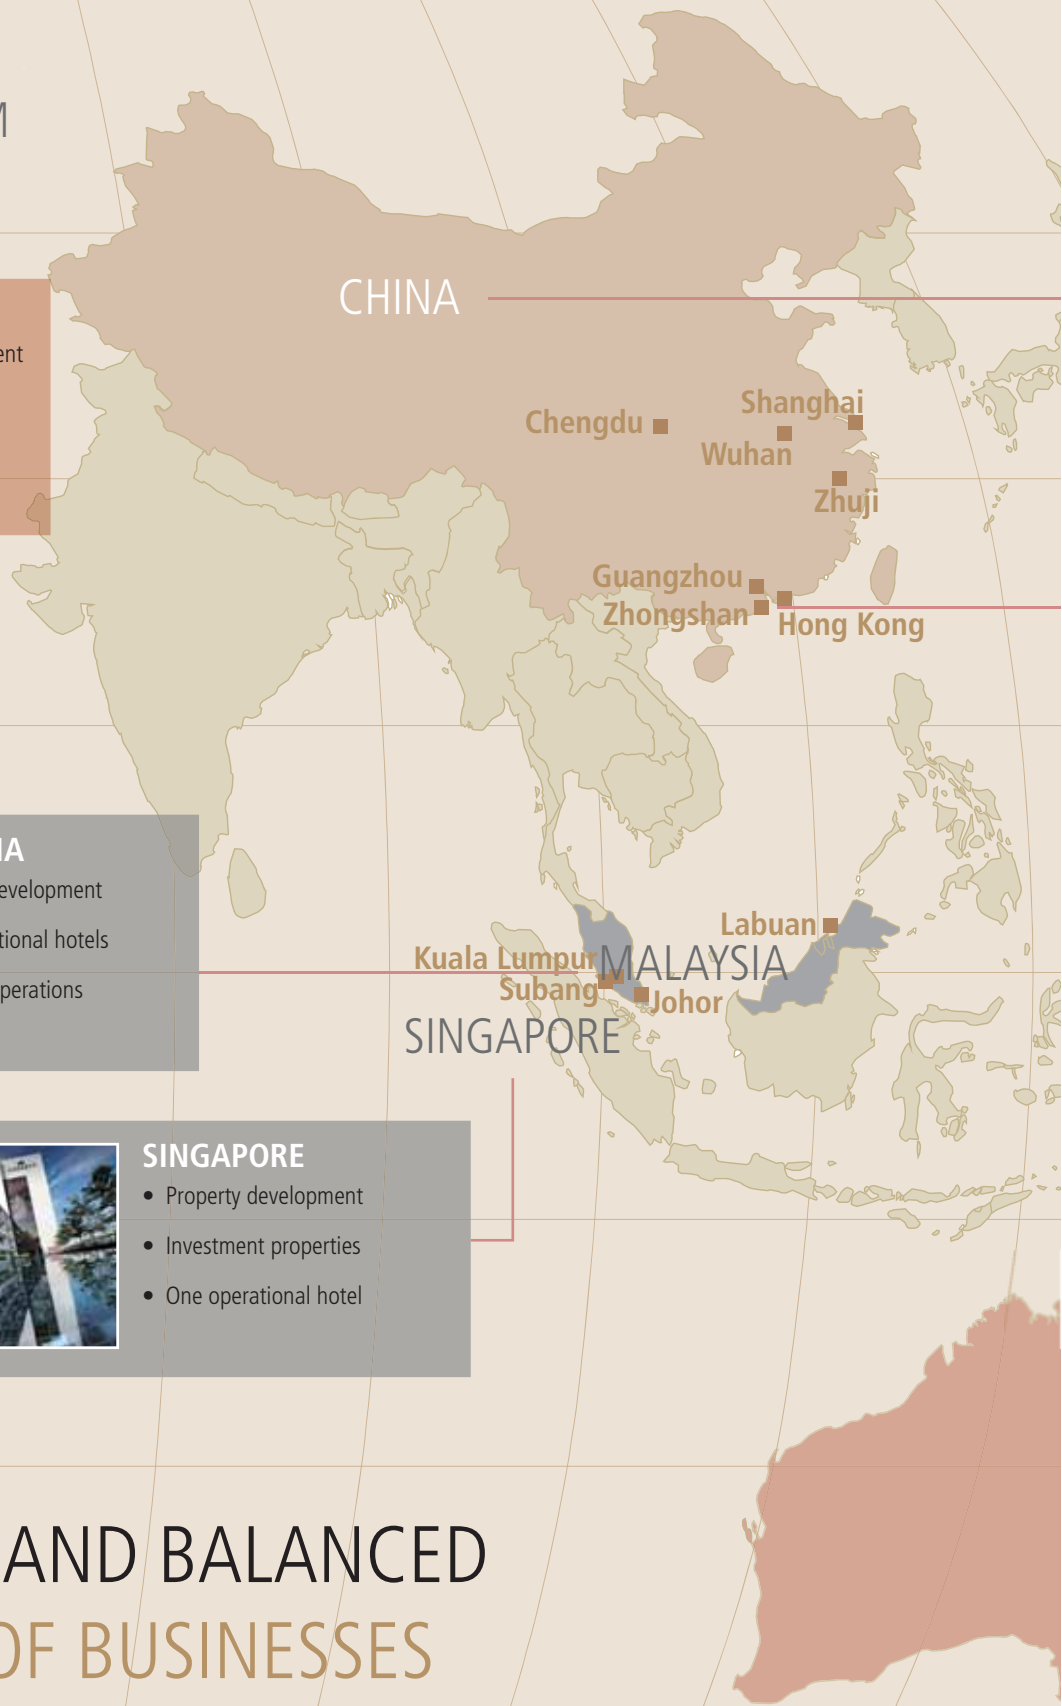 M
CHINA
ent
Shanghai
Chengdu
Wuhan
Zhuji
Guangzhou
Zhongshan
Hong Kong
IA
evelopment
Labuan
tional hotels
Kuala Lumpur
MALAYSIA
perations
Subang
Johor
SINGAPORE
SINGAPORE
• Property development
• Investment properties
• One operational hotel
AND BALANCED
OF BUSINESSES